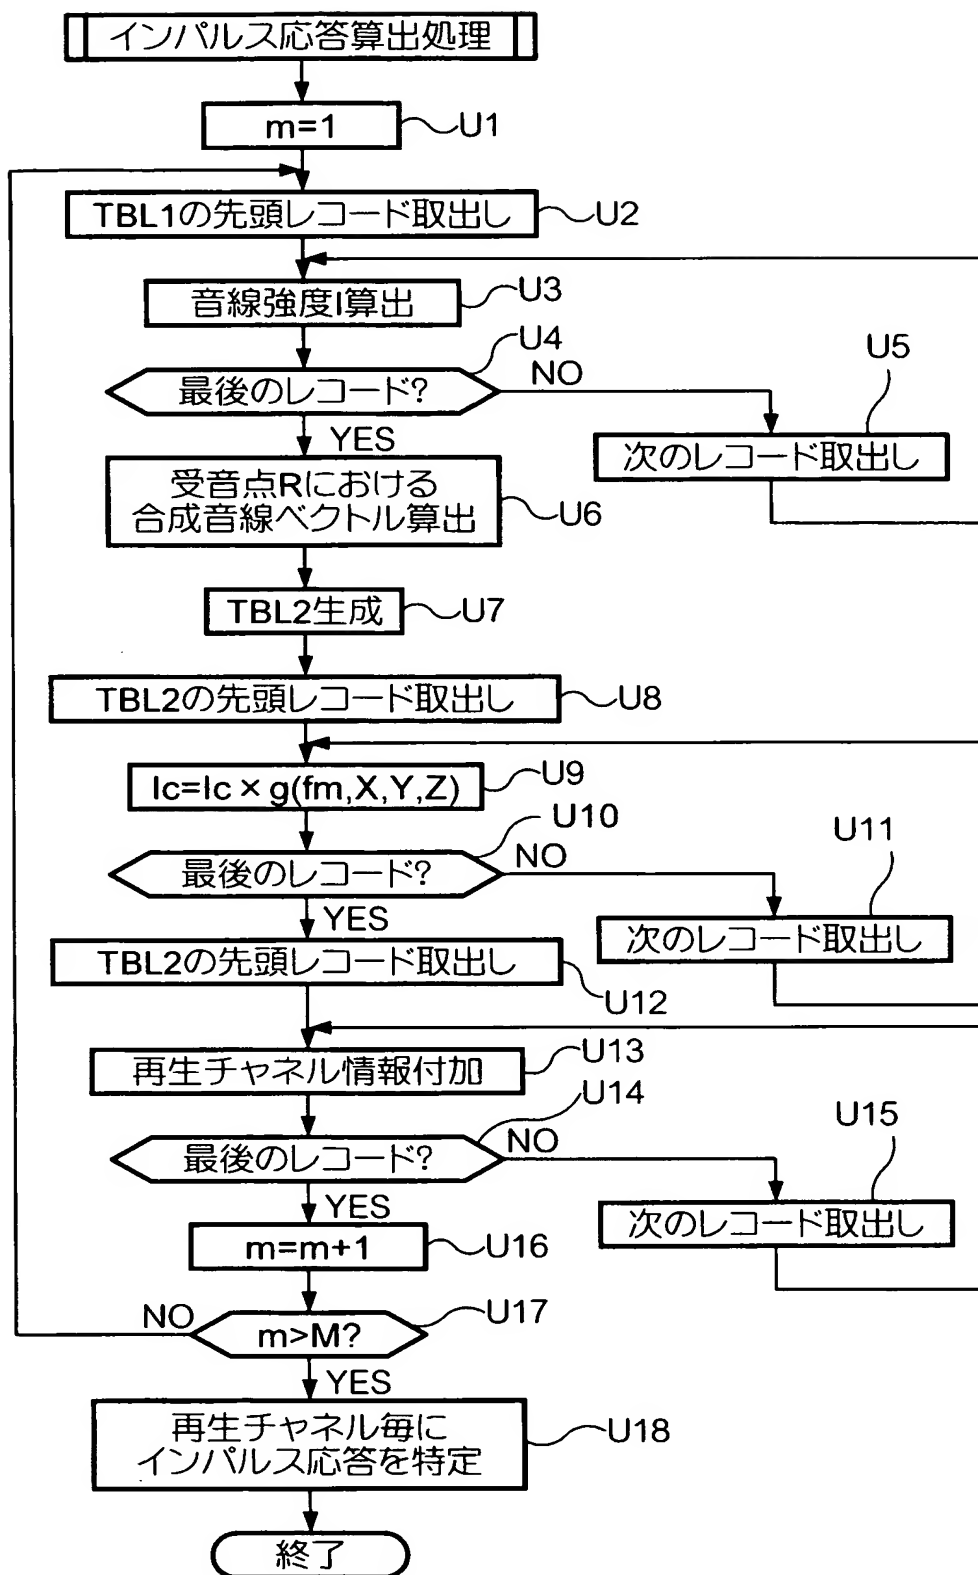 インパルス応答算出処理
m=1
U1
TBL1の先頭レコード取出し
U2
音線強度I算出
U3
U4
最後のレコード?
NO
U5
次のレコード取出し
YES
受音点Rにおける
合成音線ベクトル算出
U6
TBL2生成
U7
TBL2の先頭レコード取出し
U8
Ic=Ic×g(fm,X,Y,Z)
U9
U10
最後のレコード?
NO
U11
次のレコード取出し
YES
TBL2の先頭レコード取出し
U12
再生チャネル情報付加
U13
U14
最後のレコード?
NO
U15
次のレコード取出し
YES
m=m+1
U16
NO
m>M?
U17
YES
再生チャネル毎に
インパルス応答を特定
U18
終了